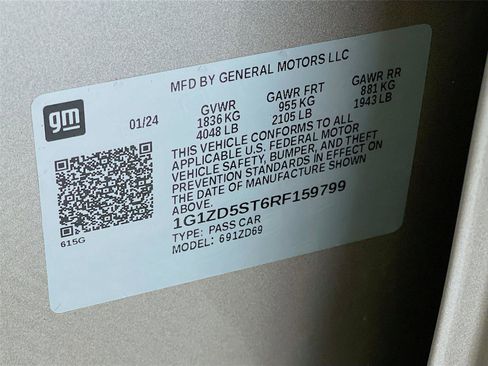 MFD BY GENERAL MOTORS LLC
gm
01/24 GVWR GAWR FRT GAWR RR
1836 KG 955 KG 881 KG
4048 LB 2105 LB 1943 LB
THIS VEHICLE CONFORMS TO ALL
APPLICABLE U.S. FEDERAL MOTOR
VEHICLE SAFETY, BUMPER, AND THEFT
PREVENTION STANDARDS IN EFFECT ON
THE DATE OF MANUFACTURE SHOWN
ABOVE.
1G1ZD5ST6RF159799
TYPE: PASS CAR
MODEL: 691ZD69
615G